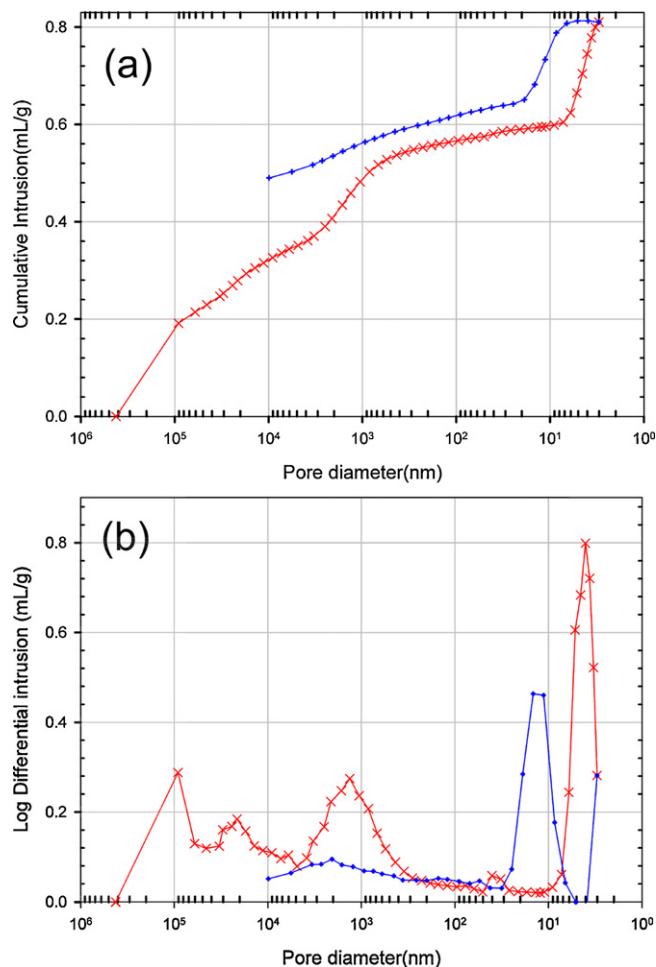 (a)
Cumulative Intrusion(mL/g)
0.8
0.6
0.4
0.2
0.0
10⁶ 10⁵ 10⁴ 10³ 10² 10¹ 10⁰
Pore diameter(nm)
(b)
Log Differential intrusion (mL/g)
0.8
0.6
0.4
0.2
0.0
10⁶ 10⁵ 10⁴ 10³ 10² 10¹ 10⁰
Pore diameter(nm)